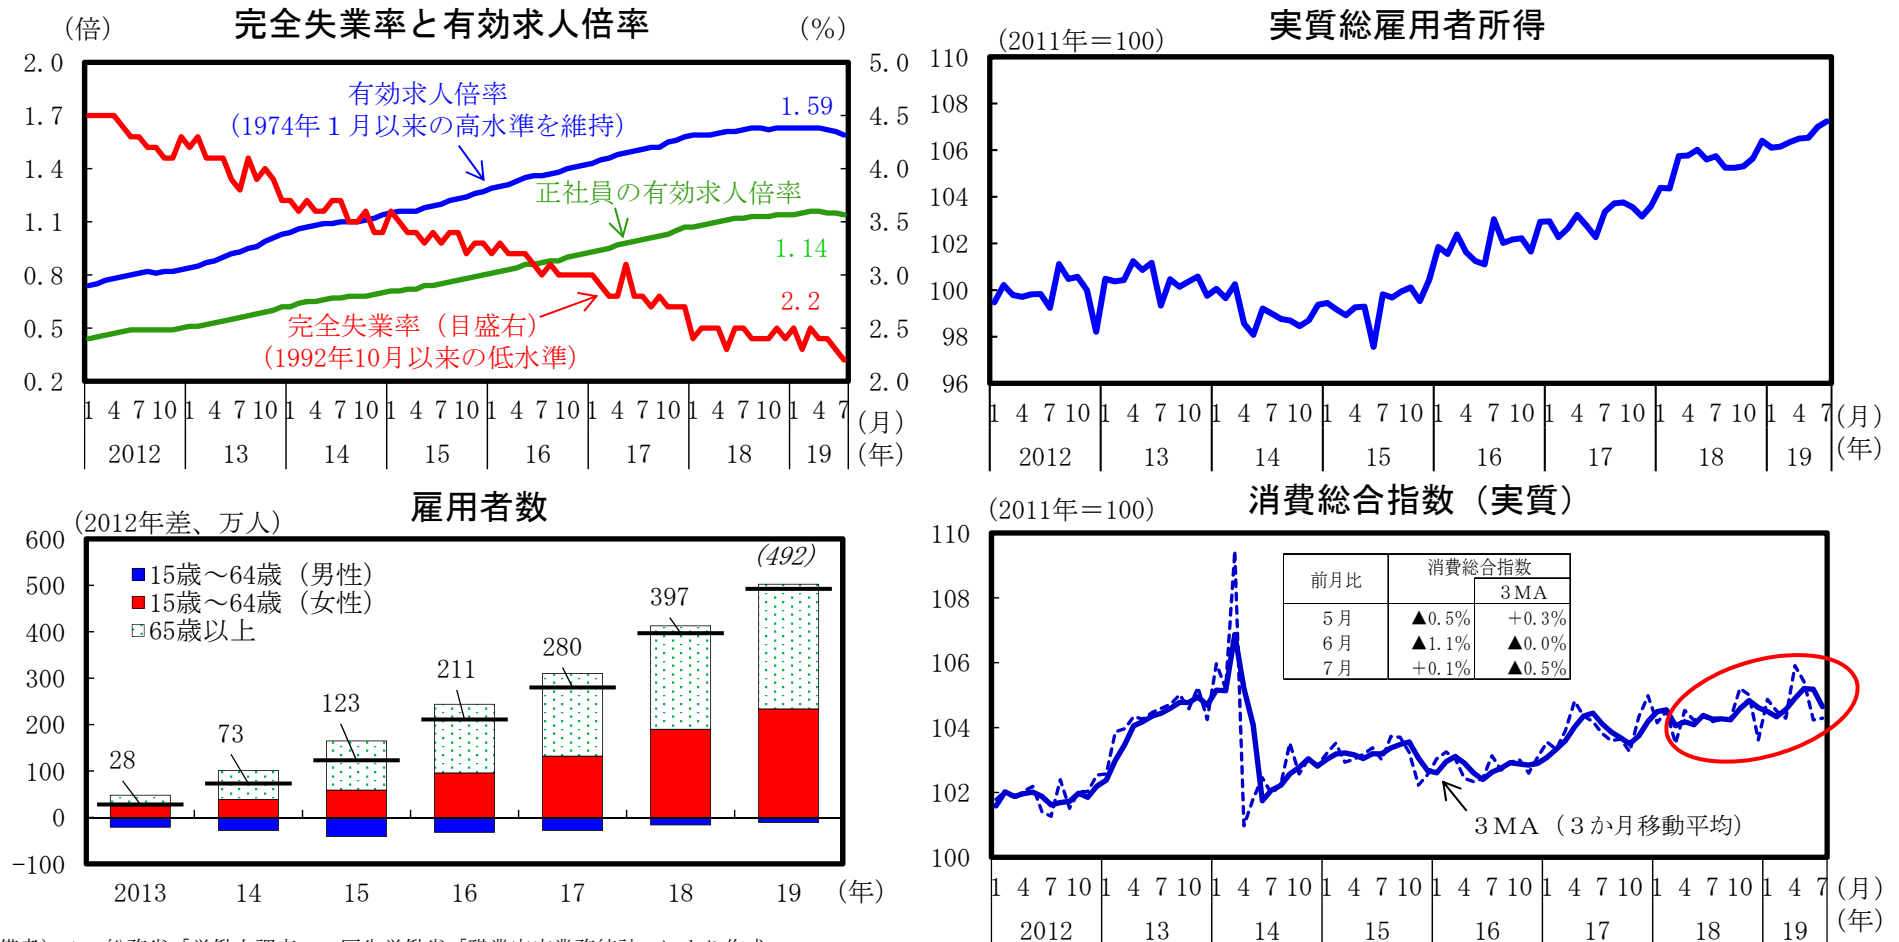 完全失業率と有効求人倍率
(倍)
(%)
2.0
1.7
1.4
1.1
0.8
0.5
0.2
5.0
4.5
4.0
3.5
3.0
2.5
2.0
有効求人倍率
(1974年１月以来の高水準を維持)
1.59
正社員の有効求人倍率
1.14
2.2
完全失業率（目盛右）
(1992年10月以来の低水準)
1 4 7 10 1 4 7 10 1 4 7 10 1 4 7 10 1 4 7 10 1 4 7 10 1 4 7 10 1 4 7 (月)
2012 13 14 15 16 17 18 19 (年)
実質総雇用者所得
(2011年＝100)
110
108
106
104
102
100
98
96
1 4 7 10 1 4 7 10 1 4 7 10 1 4 7 10 1 4 7 10 1 4 7 10 1 4 7 10 1 4 7 (月)
2012 13 14 15 16 17 18 19 (年)
雇用者数
(2012年差、万人)
600
500
400
300
200
100
0
-100
15歳～64歳（男性）
15歳～64歳（女性）
65歳以上
28
73
123
211
280
397
(492)
2013 14 15 16 17 18 19 (年)
消費総合指数（実質）
(2011年＝100)
110
108
106
104
102
100
前月比 消費総合指数
３MA
５月 ▲0.5% +0.3%
６月 ▲1.1% ▲0.0%
７月 +0.1% ▲0.5%
３MA（３か月移動平均）
1 4 7 10 1 4 7 10 1 4 7 10 1 4 7 10 1 4 7 10 1 4 7 10 1 4 7 10 1 4 7 (月)
2012 13 14 15 16 17 18 19 (年)